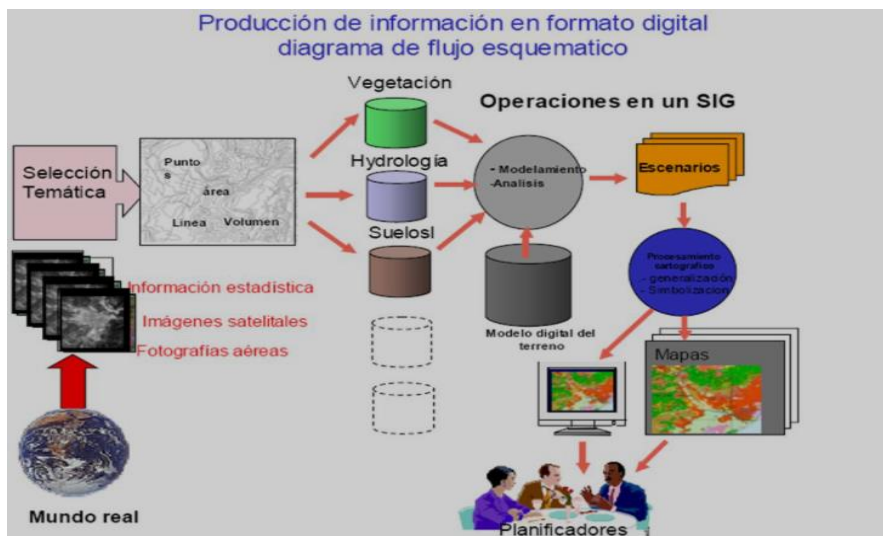 Producción de información en formato digital
diagrama de flujo esquematico
Vegetación
Operaciones en un SIG
Selección
Temática
Punto
s
área
Línea
Volumen
Hydrología
Suelosl
- Modelamiento
-Analisis
Escenarios
Información estadística
Imágenes satelitales
Fotografías aéreas
Modelo digital del
terreno
Procesamiento
cartografico
- generalización
- Simbolizacion
Mapas
Mundo real
Planificadores